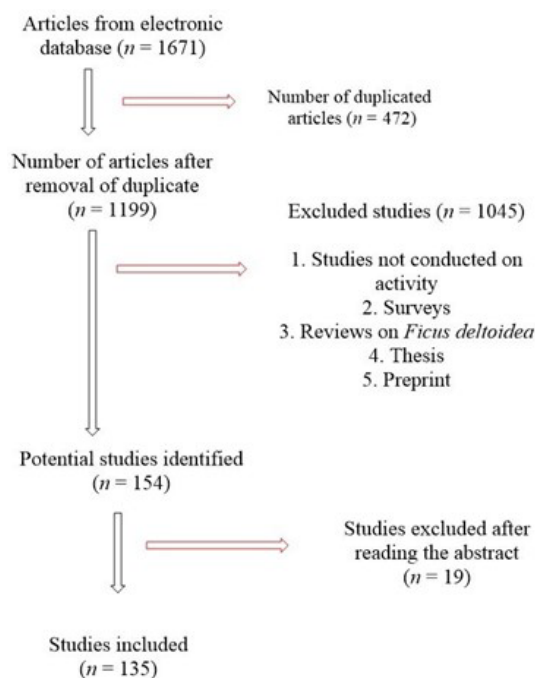 Articles from electronic
database (n = 1671)
Number of duplicated
articles (n = 472)
Number of articles after
removal of duplicate
(n = 1199)
Excluded studies (n = 1045)
1. Studies not conducted on
activity
2. Surveys
3. Reviews on Ficus deltoidea
4. Thesis
5. Preprint
Potential studies identified
(n = 154)
Studies excluded after
reading the abstract
(n = 19)
Studies included
(n = 135)